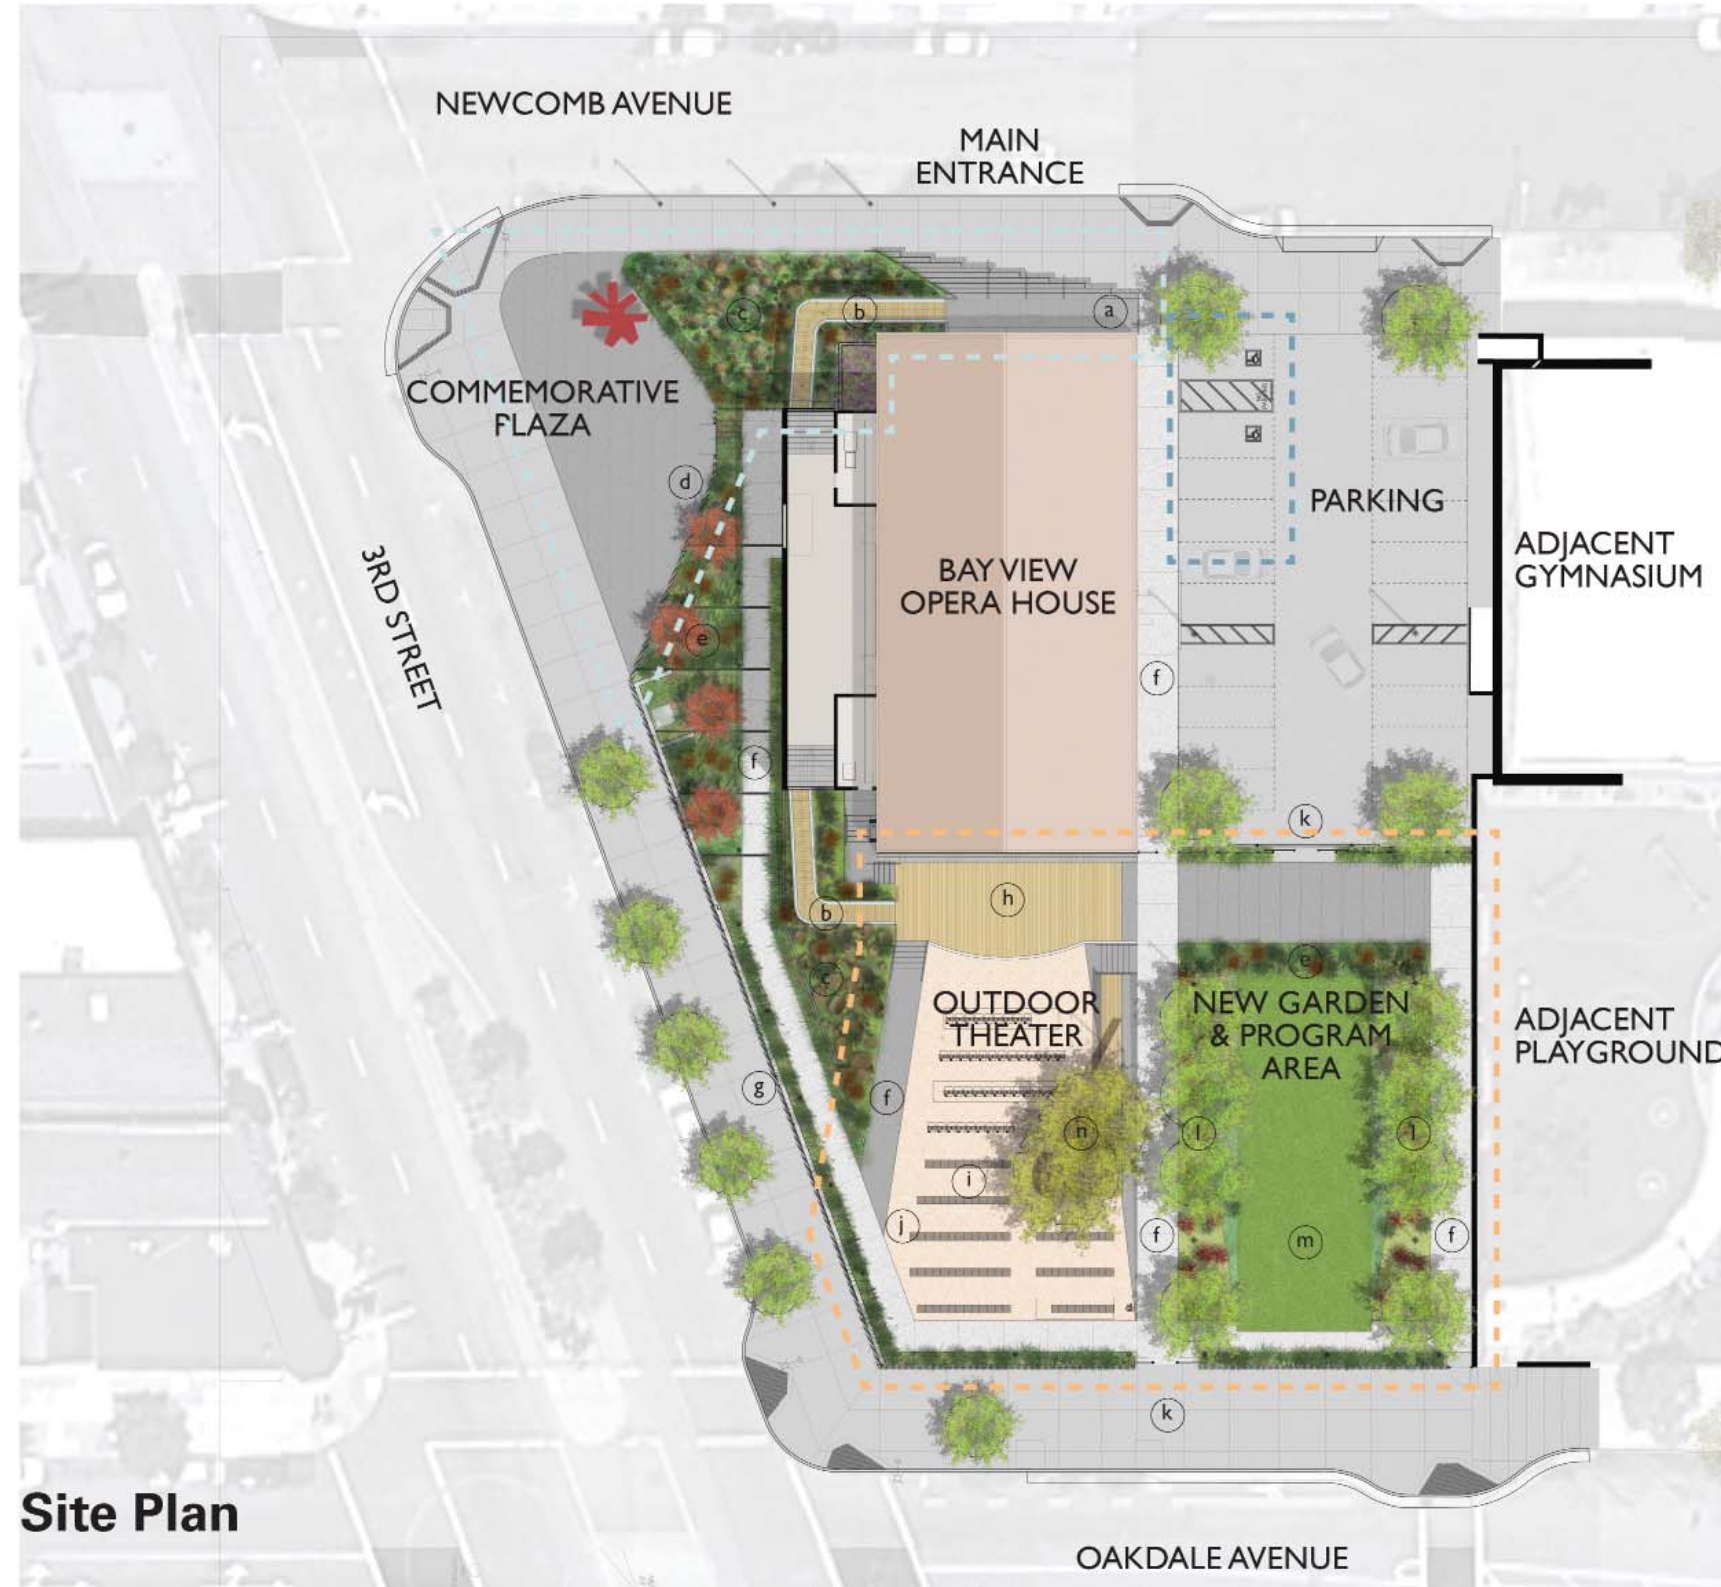 NEWCOMB AVENUE
MAIN
ENTRANCE
c
b
a
COMMEMORATIVE
PLAZA
d
PARKING
3RD STREET
BAY VIEW
OPERA HOUSE
ADJACENT
GYMNASIUM
e
f
f
k
h
b
e
e
OUTDOOR
THEATER
NEW GARDEN
& PROGRAM
AREA
ADJACENT
PLAYGROUND
g
f
n
l
l
i
j
f
m
f
k
Site Plan
OAKDALE AVENUE